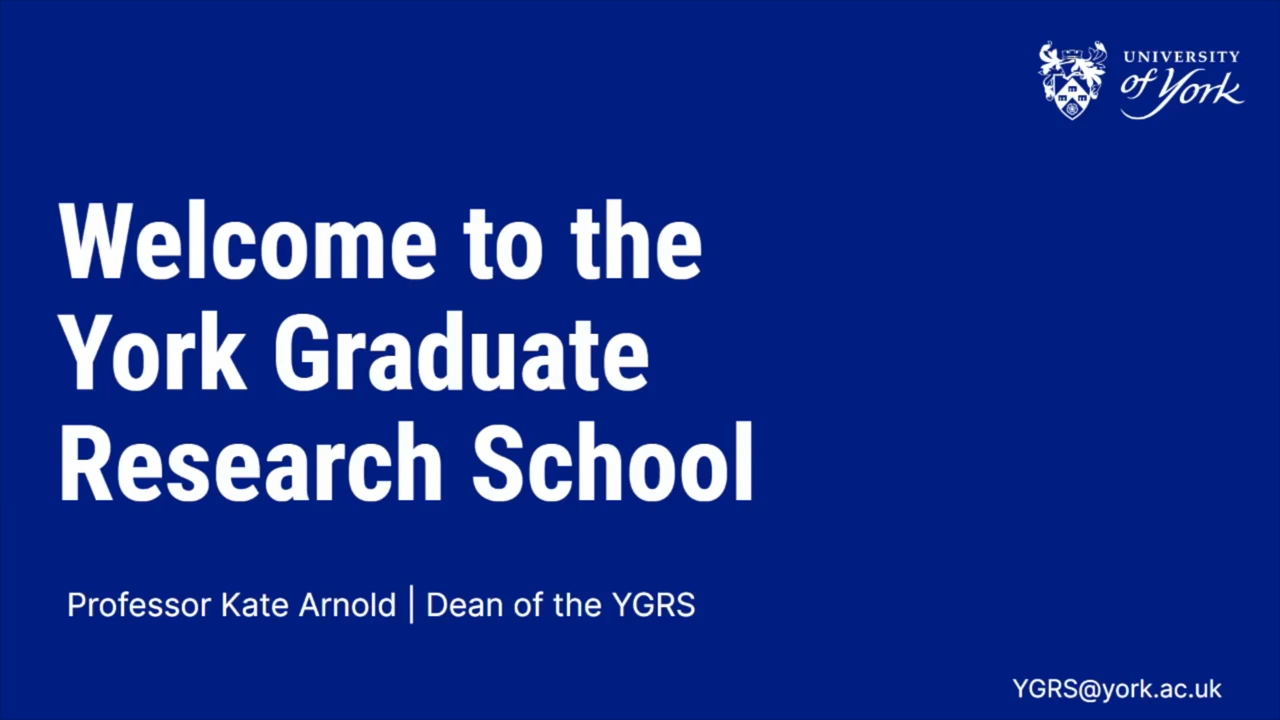 UNIVERSITY
of York
Welcome to the
York Graduate
Research School
Professor Kate Arnold | Dean of the YGRS
YGRS@york.ac.uk